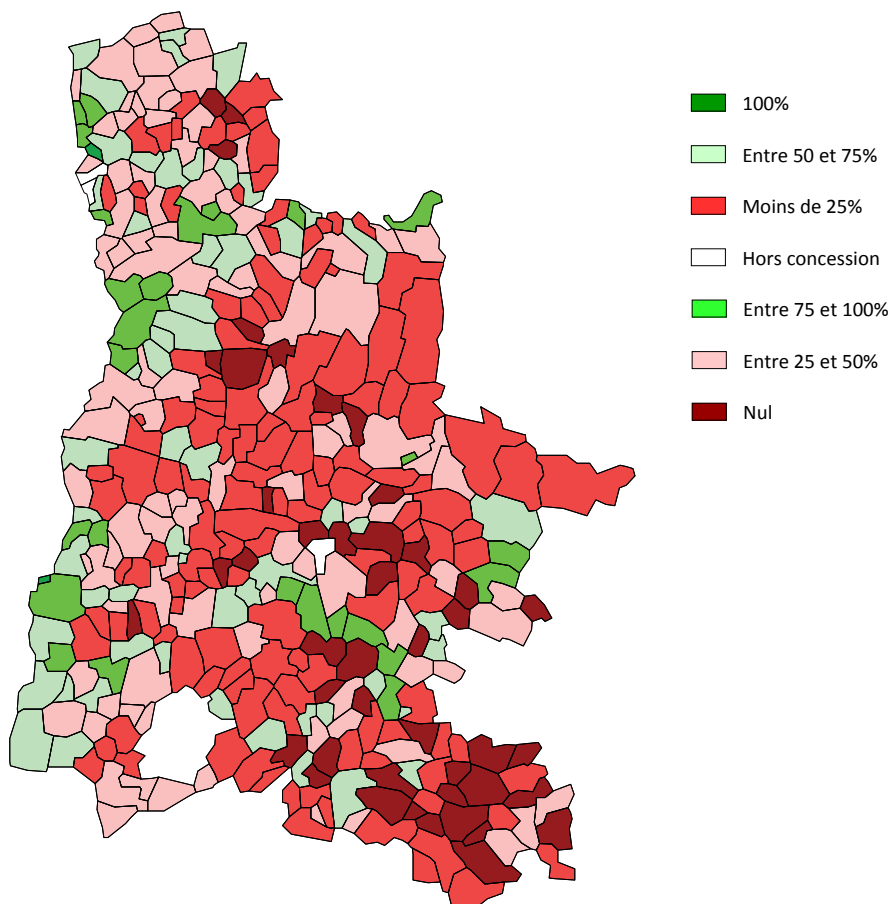 100%
Entre 50 et 75%
Moins de 25%
Hors concession
Entre 75 et 100%
Entre 25 et 50%
Nul